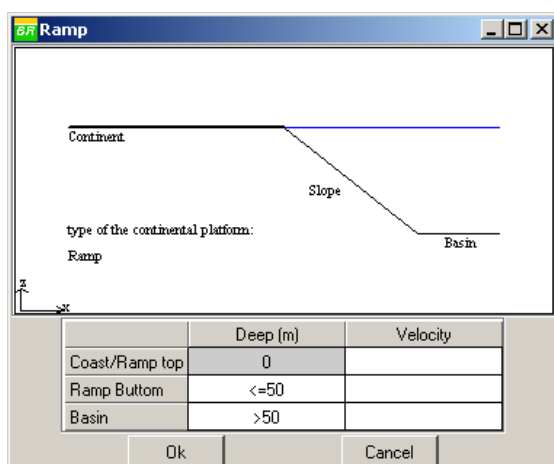 BR Ramp
Continent
Slope
type of the continental platform:
Basin
Ramp
z
x
Deep (m) Velocity
Coast/Ramp top 0
Ramp Buttom <=50
Basin >50
Ok Cancel